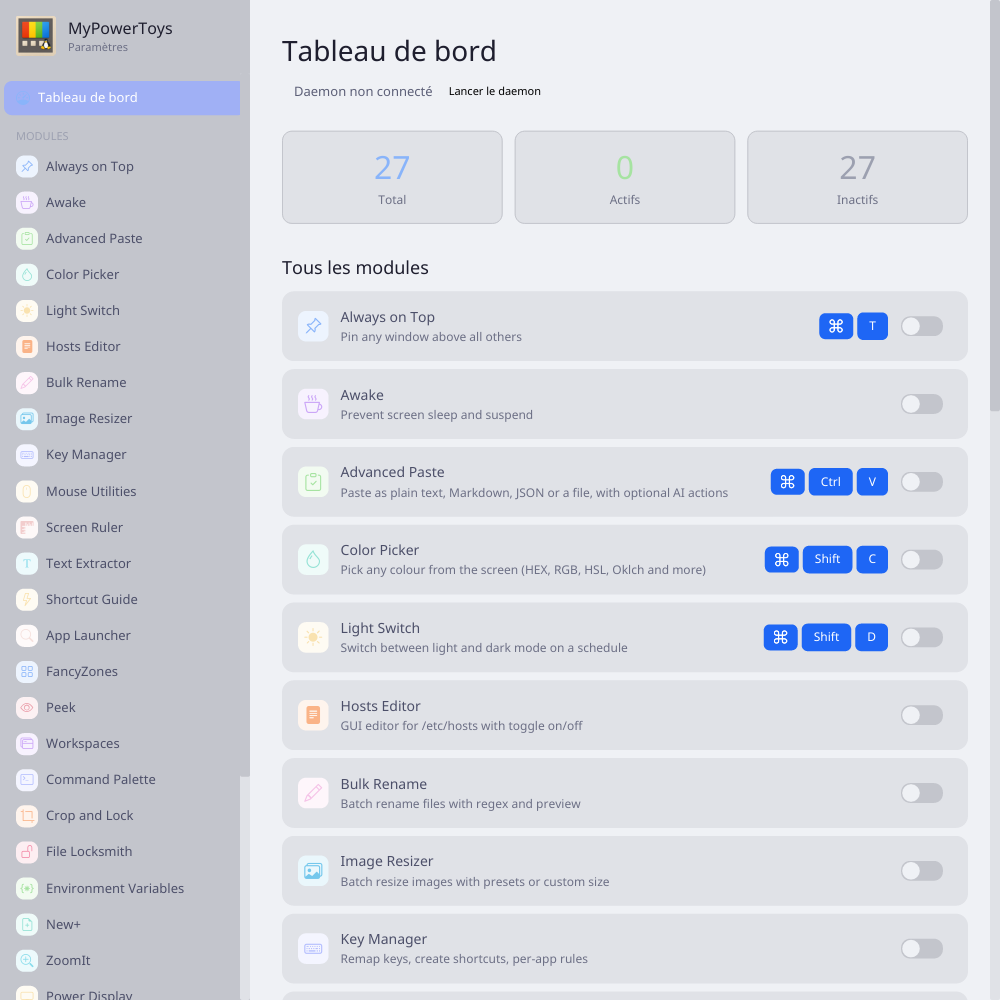 MyPowerToys
Paramètres
Tableau de bord
MODULES
Always on Top
Awake
Advanced Paste
Color Picker
Light Switch
Hosts Editor
Bulk Rename
Image Resizer
Key Manager
Mouse Utilities
Screen Ruler
Text Extractor
Shortcut Guide
App Launcher
FancyZones
Peek
Workspaces
Command Palette
Crop and Lock
File Locksmith
Environment Variables
New+
ZoomIt
Power Display
Tableau de bord
Daemon non connecté Lancer le daemon
27 0 27
Total Actifs Inactifs
Tous les modules
Always on Top
Pin any window above all others
⌘ T
Awake
Prevent screen sleep and suspend
Advanced Paste
Paste as plain text, Markdown, JSON or a file, with optional AI actions
⌘ Ctrl V
Color Picker
Pick any colour from the screen (HEX, RGB, HSL, Oklch and more)
⌘ Shift C
Light Switch
Switch between light and dark mode on a schedule
⌘ Shift D
Hosts Editor
GUI editor for /etc/hosts with toggle on/off
Bulk Rename
Batch rename files with regex and preview
Image Resizer
Batch resize images with presets or custom size
Key Manager
Remap keys, create shortcuts, per-app rules